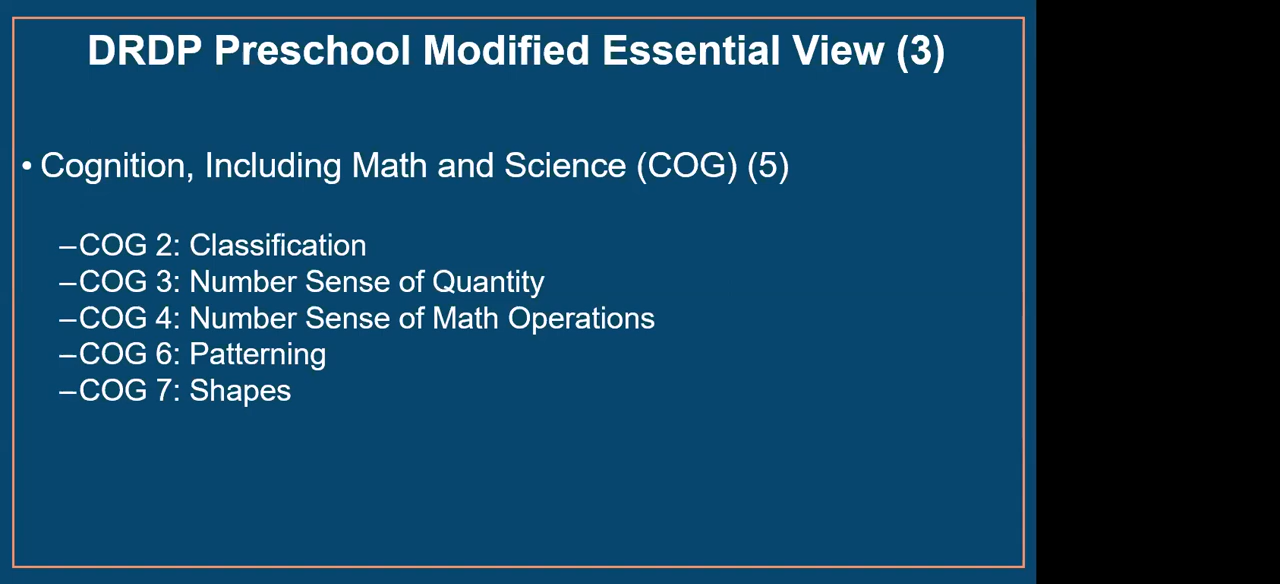 DRDP Preschool Modified Essential View (3)
• Cognition, Including Math and Science (COG) (5)
–COG 2: Classification
–COG 3: Number Sense of Quantity
–COG 4: Number Sense of Math Operations
–COG 6: Patterning
–COG 7: Shapes